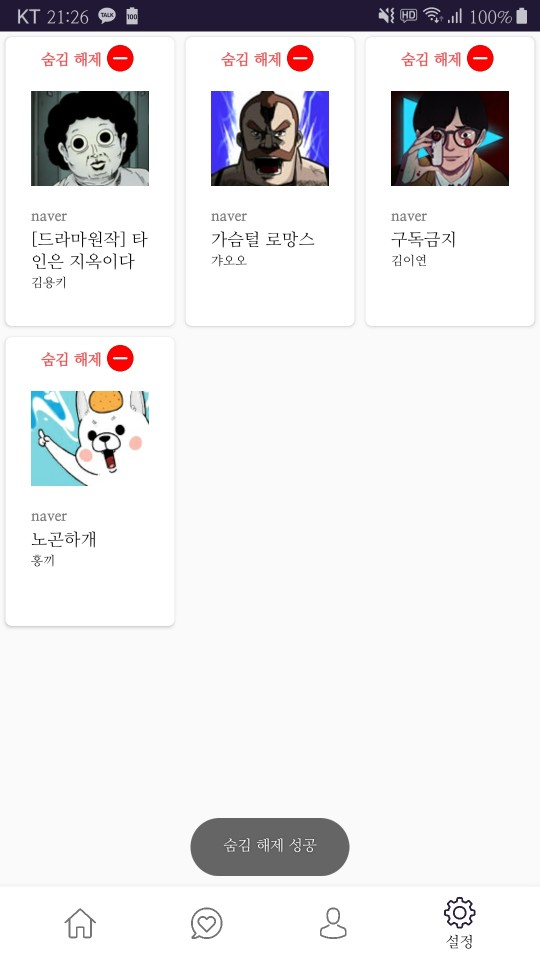 KT 21:26 TALK 100 HD 100%
숨김 해제 숨김 해제 숨김 해제
naver naver naver
[드라마원작] 타 가슴털 로망스 구독금지
인은 지옥이다 갸오오 김이연
김용키
숨김 해제
naver
노곤하개
홍끼
숨김 해제 성공
설정